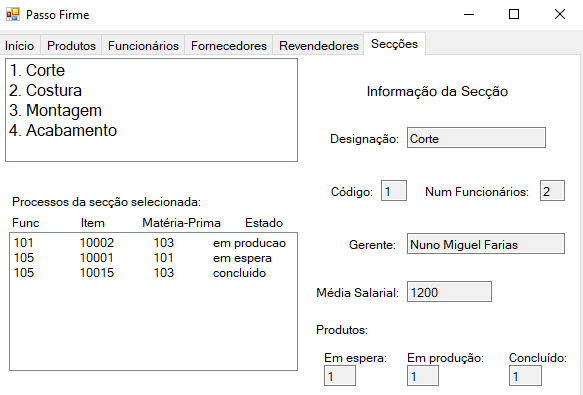 Passo Firme
Início Produtos Funcionários Fornecedores Revendedores Secções
1. Corte
2. Costura
3. Montagem
4. Acabamento
Processos da secção selecionada:
Func Item Matéria-Prima Estado
101 10002 103 em producao
105 10001 101 em espera
105 10015 103 concluido
Informação da Secção
Designação: Corte
Código: 1 Num Funcionários: 2
Gerente: Nuno Miguel Farias
Média Salarial: 1200
Produtos:
Em espera: Em produção: Concluído:
1 1 1